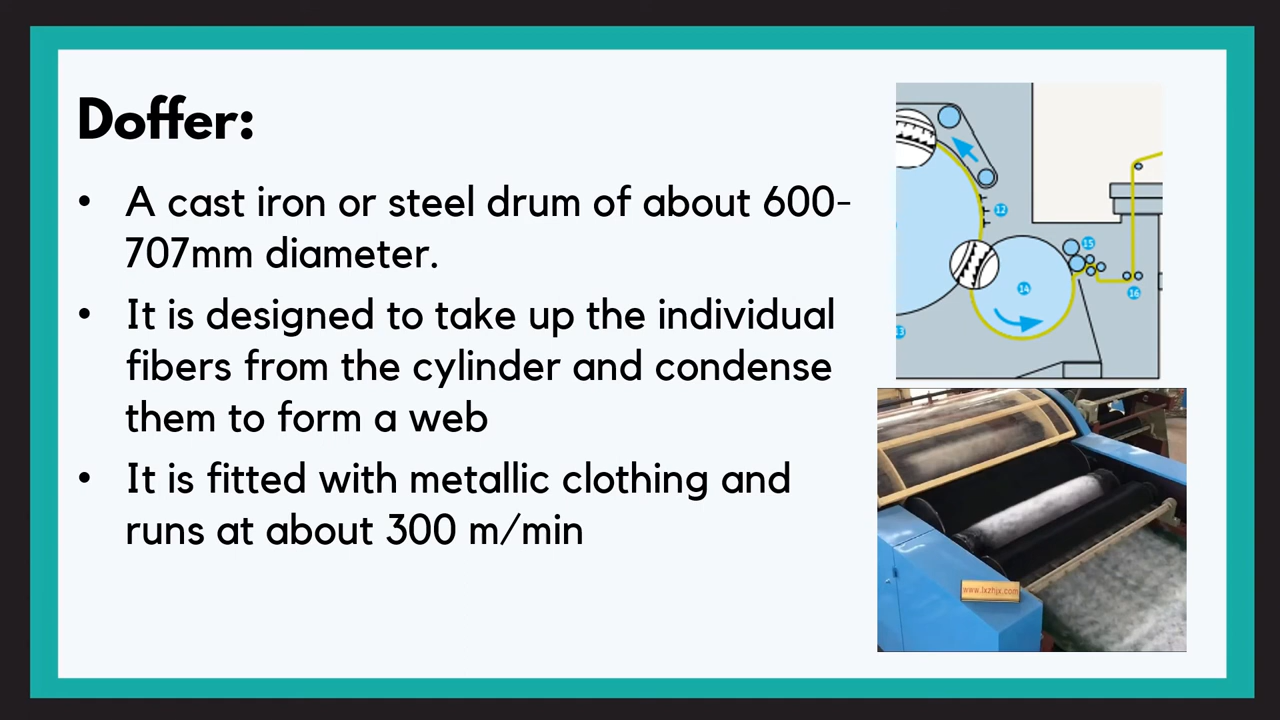 Doffer:
• A cast iron or steel drum of about 600-
707mm diameter.
• It is designed to take up the individual
fibers from the cylinder and condense
them to form a web
• It is fitted with metallic clothing and
runs at about 300 m/min
12
15
14
16
13
www.lxzhjx.com